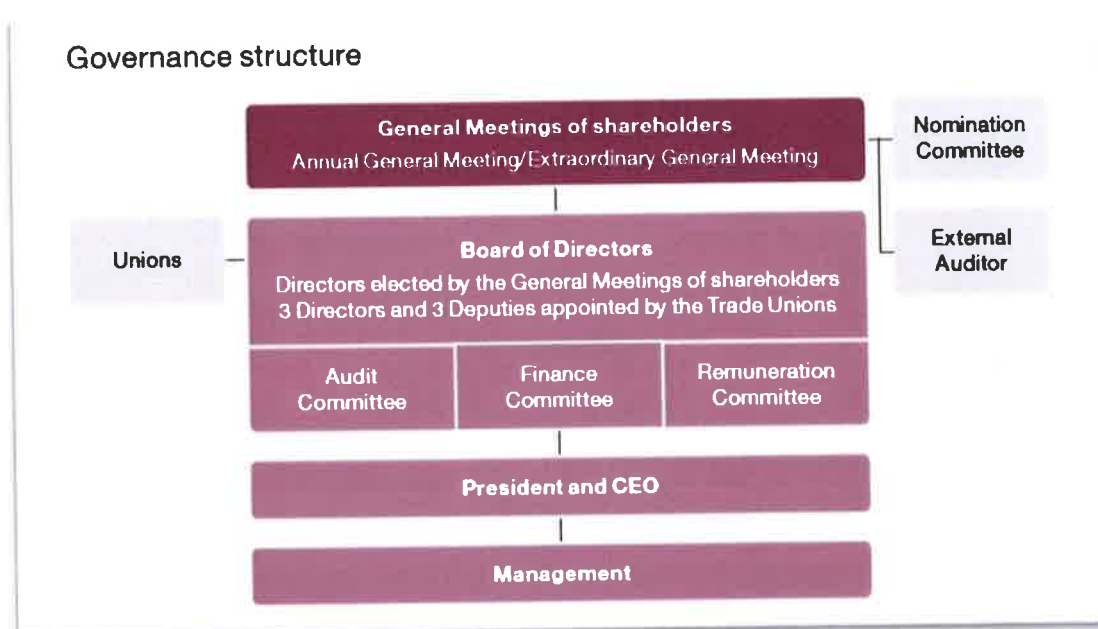 Governance structure
General Meetings of shareholders
Annual General Meeting/Extraordinary General Meeting
Nomination
Committee
Unions
Board of Directors
Directors elected by the General Meetings of shareholders
3 Directors and 3 Deputies appointed by the Trade Unions
External
Auditor
Audit
Committee
Finance
Committee
Remuneration
Committee
President and CEO
Management